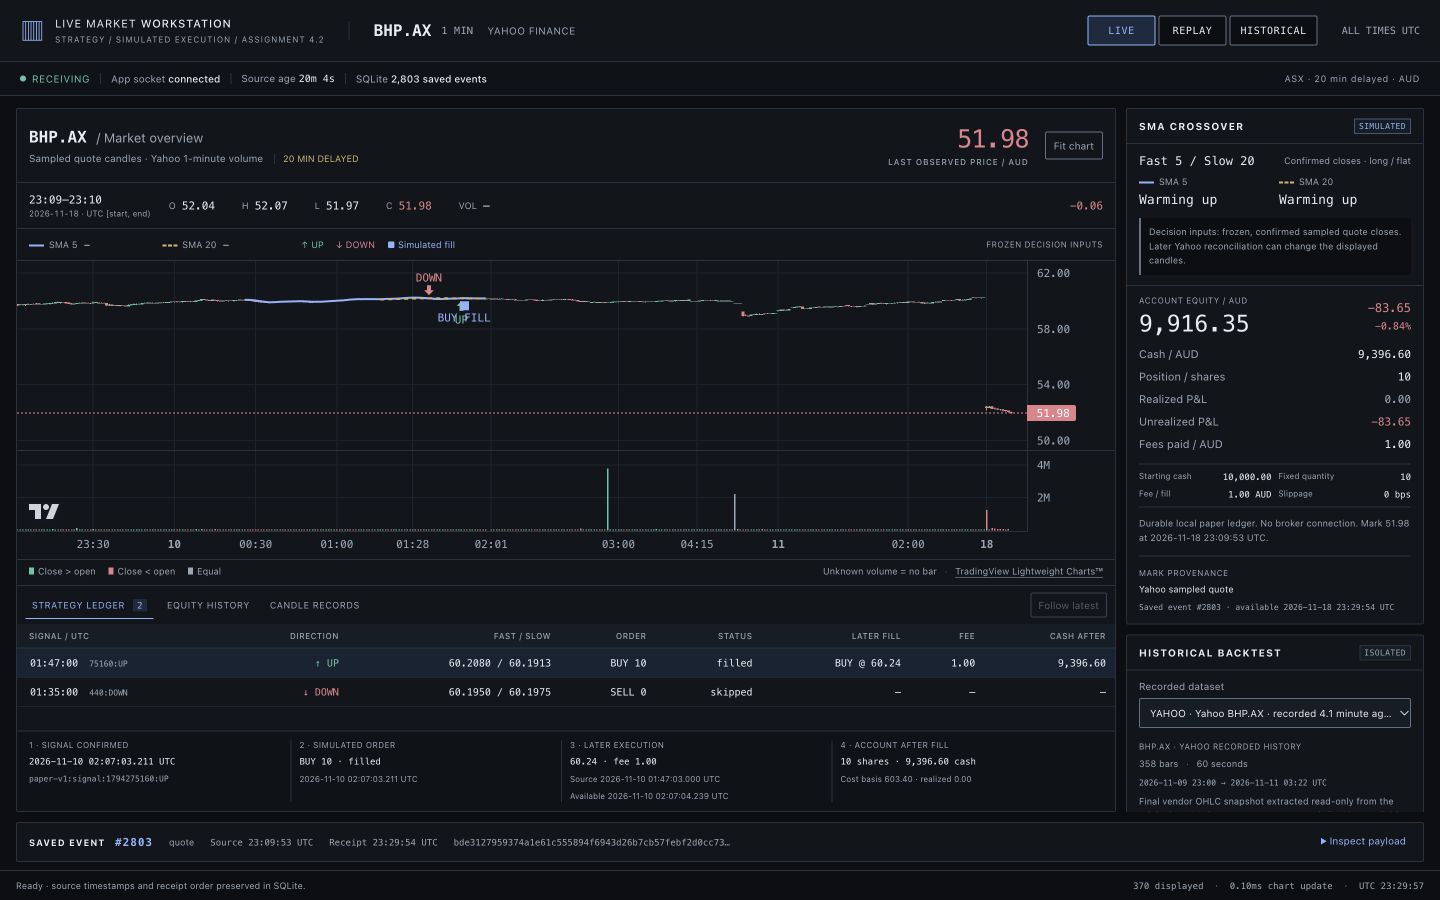 LIVE MARKET WORKSTATION
STRATEGY / SIMULATED EXECUTION / ASSIGNMENT 4.2
BHP.AX 1 MIN YAHOO FINANCE
LIVE REPLAY HISTORICAL ALL TIMES UTC
RECEIVING App socket connected Source age 20m 4s SQLite 2,803 saved events
ASX · 20 min delayed · AUD
BHP.AX / Market overview
Sampled quote candles · Yahoo 1-minute volume 20 MIN DELAYED
51.98
LAST OBSERVED PRICE / AUD
Fit chart
23:09–23:10
2026-11-18 · UTC [start, end)
O 52.04 H 52.07 L 51.97 C 51.98 VOL —
−0.06
SMA 5 — SMA 20 — ↑ UP ↓ DOWN Simulated fill
FROZEN DECISION INPUTS
DOWN
BUY FILL
UP
62.00
58.00
54.00
51.98
50.00
4M
2M
23:30 10 00:30 01:00 01:28 02:01 03:00 04:15 11 02:00 18
Close > open Close < open Equal
Unknown volume = no bar · TradingView Lightweight Charts™
STRATEGY LEDGER 2 EQUITY HISTORY CANDLE RECORDS
Follow latest
SIGNAL / UTC DIRECTION FAST / SLOW ORDER STATUS LATER FILL FEE CASH AFTER
01:47:00 75160:UP ↑ UP 60.2080 / 60.1913 BUY 10 filled BUY @ 60.24 1.00 9,396.60
01:35:00 440:DOWN ↓ DOWN 60.1950 / 60.1975 SELL 0 skipped — — —
1 · SIGNAL CONFIRMED
2026-11-10 02:07:03.211 UTC
paper-v1:signal:1794275160:UP
2 · SIMULATED ORDER
BUY 10 · filled
2026-11-10 02:07:03.211 UTC
3 · LATER EXECUTION
60.24 · fee 1.00
Source 2026-11-10 01:47:03.000 UTC
Available 2026-11-10 02:07:04.239 UTC
4 · ACCOUNT AFTER FILL
10 shares · 9,396.60 cash
Cost basis 603.40 · realized 0.00
SMA CROSSOVER SIMULATED
Fast 5 / Slow 20 Confirmed closes · long / flat
SMA 5 SMA 20
Warming up Warming up
Decision inputs: frozen, confirmed sampled quote closes.
Later Yahoo reconciliation can change the displayed
candles.
ACCOUNT EQUITY / AUD
9,916.35
−83.65
−0.84%
Cash / AUD 9,396.60
Position / shares 10
Realized P&L 0.00
Unrealized P&L −83.65
Fees paid / AUD 1.00
Starting cash 10,000.00 Fixed quantity 10
Fee / fill 1.00 AUD Slippage 0 bps
Durable local paper ledger. No broker connection. Mark 51.98
at 2026-11-18 23:09:53 UTC.
MARK PROVENANCE
Yahoo sampled quote
Saved event #2803 · available 2026-11-18 23:29:54 UTC
HISTORICAL BACKTEST ISOLATED
Recorded dataset
YAHOO · Yahoo BHP.AX · recorded 4.1 minute ag…
BHP.AX · YAHOO RECORDED HISTORY
358 bars · 60 seconds
2026-11-09 23:00 → 2026-11-11 03:22 UTC
Final vendor OHLC snapshot extracted read-only from the
SAVED EVENT #2803 quote Source 23:09:53 UTC Receipt 23:29:54 UTC bde3127959374a1e61c555894f6943d26b7cb57febf2d0cc73…
Inspect payload
Ready · source timestamps and receipt order preserved in SQLite.
370 displayed · 0.10ms chart update · UTC 23:29:57